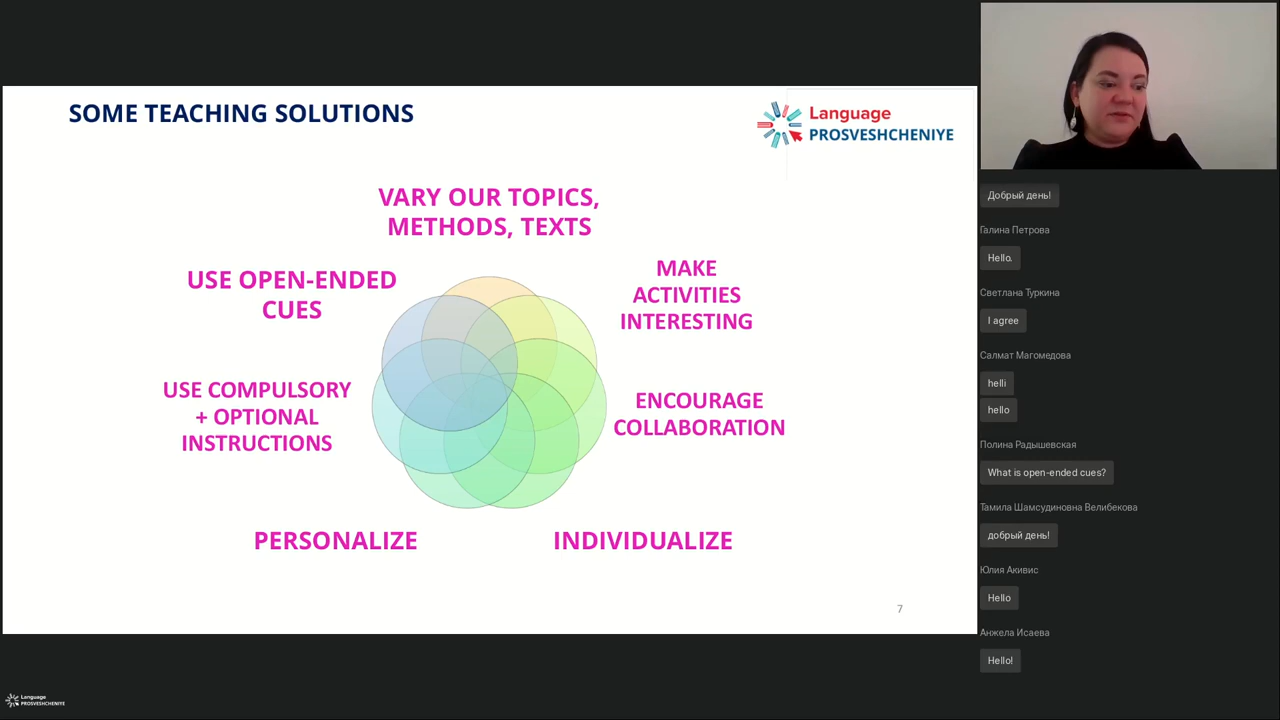 SOME TEACHING SOLUTIONS
Language
PROSVESHCHENIYE
VARY OUR TOPICS,
METHODS, TEXTS
USE OPEN-ENDED
CUES
MAKE
ACTIVITIES
INTERESTING
USE COMPULSORY
+ OPTIONAL
INSTRUCTIONS
ENCOURAGE
COLLABORATION
PERSONALIZE
INDIVIDUALIZE
7
Language
PROSVESHCHENIYE
Добрый день!
Галина Петрова
Hello.
Светлана Туркина
I agree
Салмат Магомедова
helli
hello
Полина Радышевская
What is open-ended cues?
Тамила Шамсудиновна Велибекова
добрый день!
Юлия Акивис
Hello
Анжела Исаева
Hello!